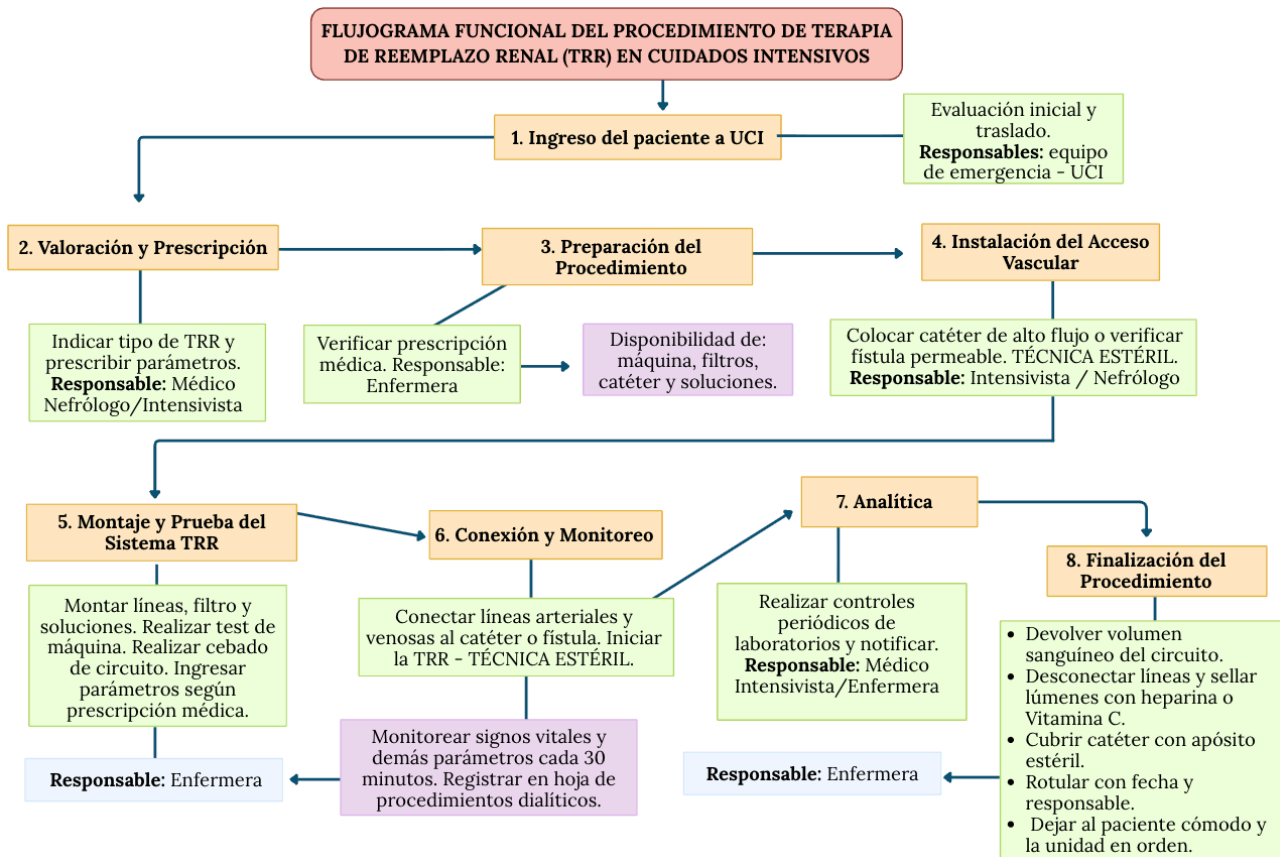 FLUJOGRAMA FUNCIONAL DEL PROCEDIMIENTO DE TERAPIA
DE REEMPLAZO RENAL (TRR) EN CUIDADOS INTENSIVOS
1. Ingreso del paciente a UCI
Evaluación inicial y
traslado.
Responsables: equipo
de emergencia - UCI
2. Valoración y Prescripción
Indicar tipo de TRR y
prescribir parámetros.
Responsable: Médico
Nefrólogo/Intensivista
3. Preparación del
Procedimiento
Verificar prescripción
médica. Responsable:
Enfermera
Disponibilidad de:
máquina, filtros,
catéter y soluciones.
4. Instalación del Acceso
Vascular
Colocar catéter de alto flujo o verificar
fístula permeable. TÉCNICA ESTÉRIL.
Responsable: Intensivista / Nefrólogo
5. Montaje y Prueba del
Sistema TRR
Montar líneas, filtro y
soluciones. Realizar test de
máquina. Realizar cebado
de circuito. Ingresar
parámetros según
prescripción médica.
Responsable: Enfermera
6. Conexión y Monitoreo
Conectar líneas arteriales y
venosas al catéter o fístula. Iniciar
la TRR - TÉCNICA ESTÉRIL.
Monitorear signos vitales y
demás parámetros cada 30
minutos. Registrar en hoja de
procedimientos dialíticos.
7. Analítica
Realizar controles
periódicos de
laboratorios y notificar.
Responsable: Médico
Intensivista/Enfermera
8. Finalización del
Procedimiento
• Devolver volumen
sanguíneo del circuito.
• Desconectar líneas y sellar
lúmenes con heparina o
Vitamina C.
• Cubrir catéter con apósito
estéril.
• Rotular con fecha y
responsable.
• Dejar al paciente cómodo y
la unidad en orden.
Responsable: Enfermera